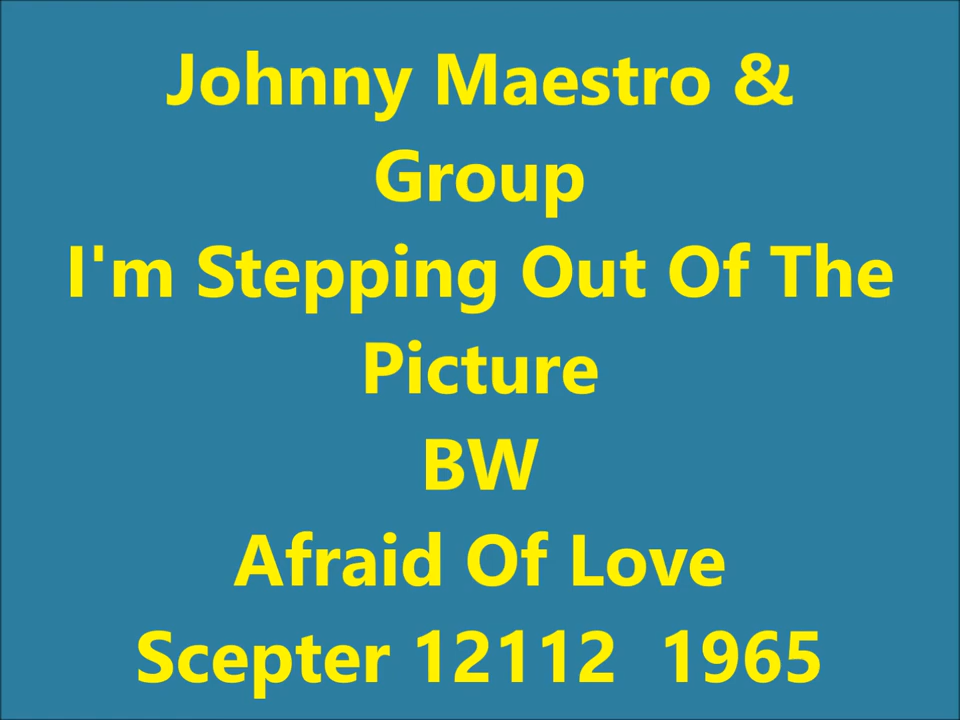 Johnny Maestro &
Group
I'm Stepping Out Of The
Picture
BW
Afraid Of Love
Scepter 12112  1965